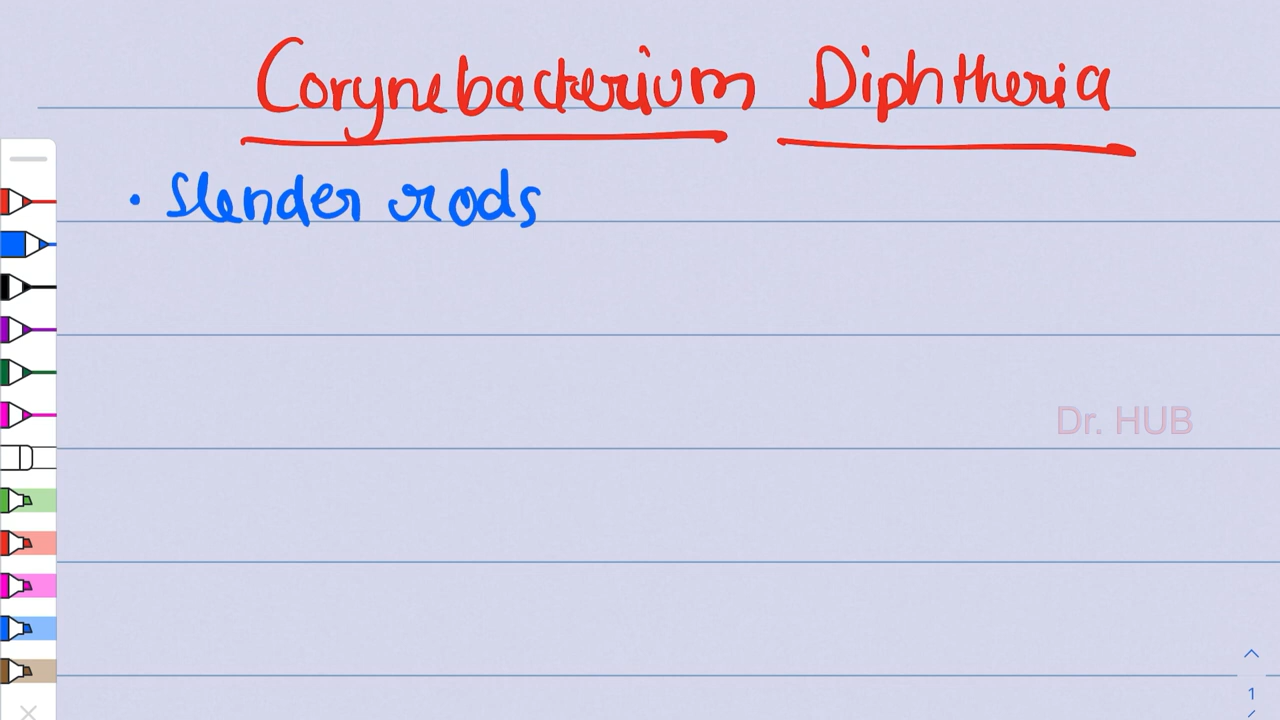 Corynebacterium Diphtheria
• Slender rods
Dr. HUB
1